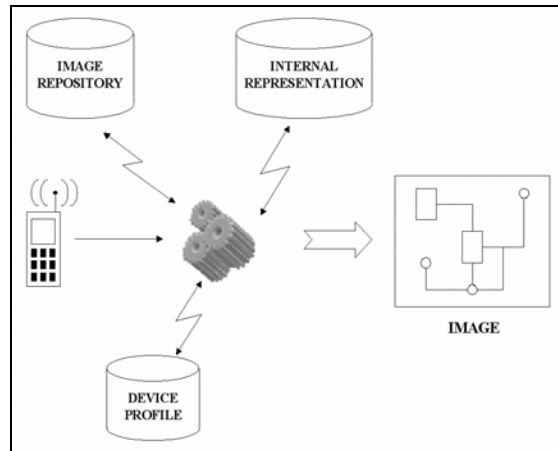 IMAGE
REPOSITORY
INTERNAL
REPRESENTATION
IMAGE
DEVICE
PROFILE